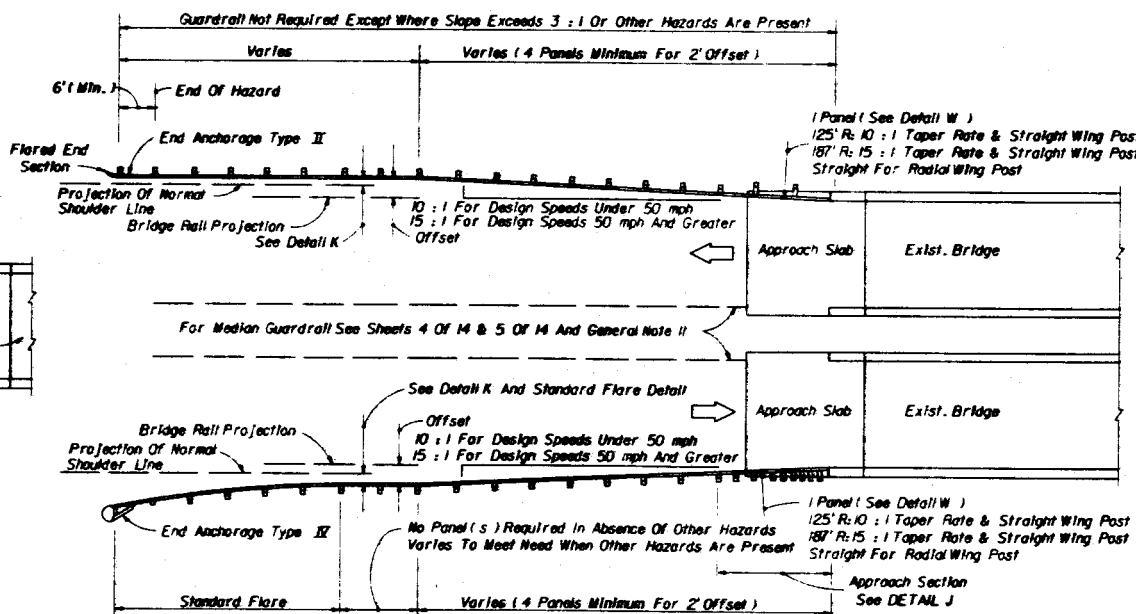 Guardrail Not Required Except Where Slope Exceeds 3 : 1 Or Other Hazards Are Present
Varies
Varies ( 4 Panels Minimum For 2' Offset )
6' ( Min. )
End Of Hazard
1 Panel ( See Detail W )
125' R: 10 : 1 Taper Rate & Straight Wing Post
187' R: 15 : 1 Taper Rate & Straight Wing Post
Straight For Radial Wing Post
End Anchorage Type II
Flared End
Section
Projection Of Normal
Shoulder Line
Bridge Rail Projection
See Detail K
10 : 1 For Design Speeds Under 50 mph
15 : 1 For Design Speeds 50 mph And Greater
Offset
Approach Slab
Exist. Bridge
For Median Guardrail See Sheets 4 Of 14 & 5 Of 14 And General Note 11
See Detail K And Standard Flare Detail
Approach Slab
Exist. Bridge
Offset
Bridge Rail Projection
10 : 1 For Design Speeds Under 50 mph
15 : 1 For Design Speeds 50 mph And Greater
Projection Of Normal
Shoulder Line
1 Panel ( See Detail W )
125' R: 10 : 1 Taper Rate & Straight Wing Post
187' R: 15 : 1 Taper Rate & Straight Wing Post
Straight For Radial Wing Post
End Anchorage Type IV
No Panel ( s ) Required In Absence Of Other Hazards
Varies To Meet Need When Other Hazards Are Present
Approach Section
See DETAIL J
Standard Flare
Varies ( 4 Panels Minimum For 2' Offset )